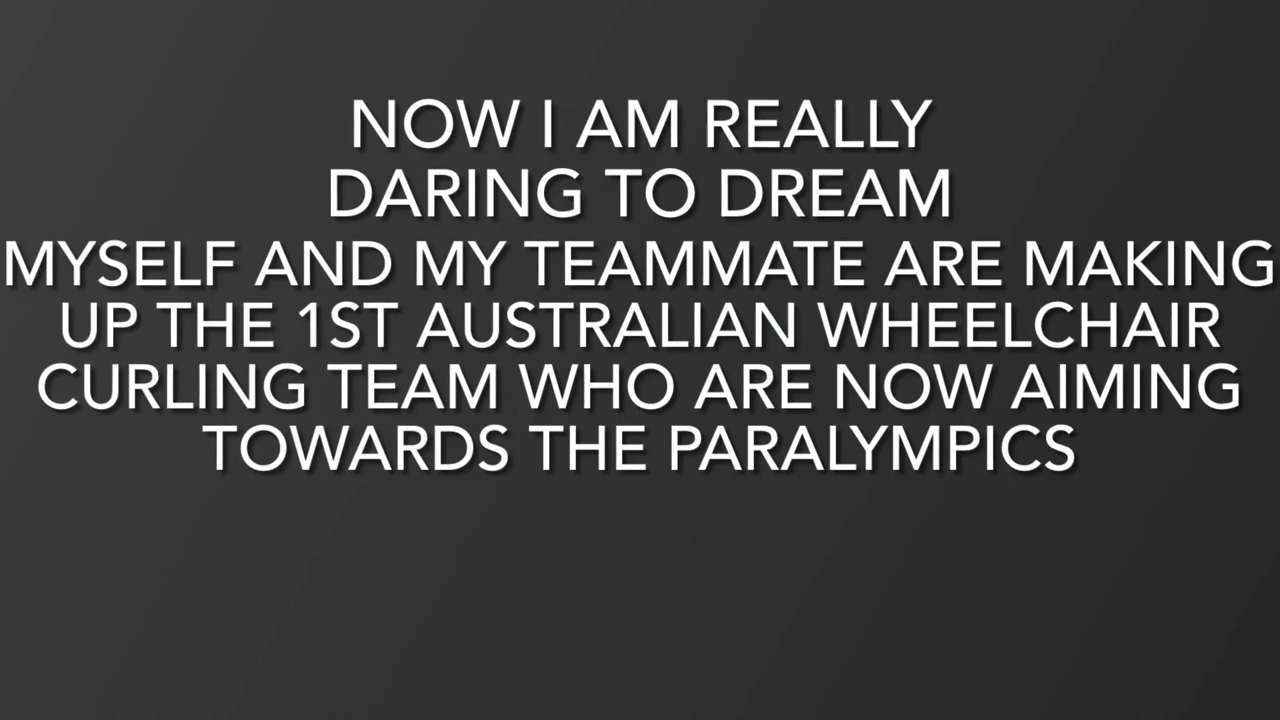 NOW I AM REALLY
DARING TO DREAM
MYSELF AND MY TEAMMATE ARE MAKING
UP THE 1ST AUSTRALIAN WHEELCHAIR
CURLING TEAM WHO ARE NOW AIMING
TOWARDS THE PARALYMPICS